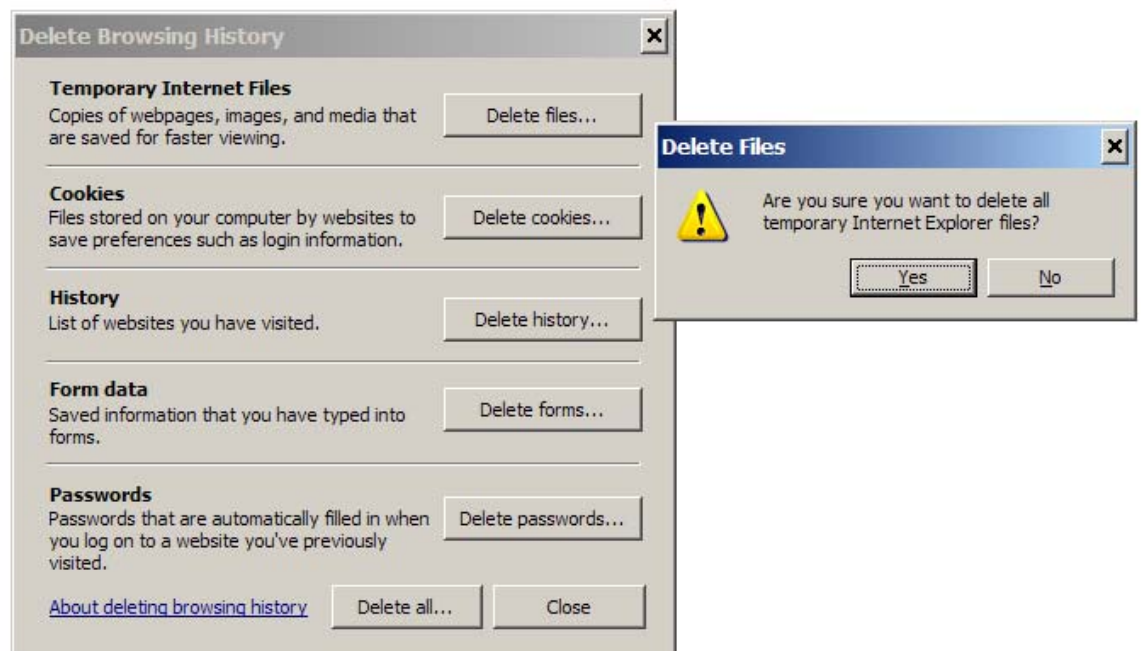 Delete Browsing History
Temporary Internet Files
Copies of webpages, images, and media that
are saved for faster viewing.
Delete files...
Cookies
Files stored on your computer by websites to
save preferences such as login information.
Delete cookies...
History
List of websites you have visited.
Delete history...
Form data
Saved information that you have typed into
forms.
Delete forms...
Passwords
Passwords that are automatically filled in when
you log on to a website you've previously
visited.
Delete passwords...
About deleting browsing history
Delete all...
Close
Delete Files
Are you sure you want to delete all
temporary Internet Explorer files?
Yes
No